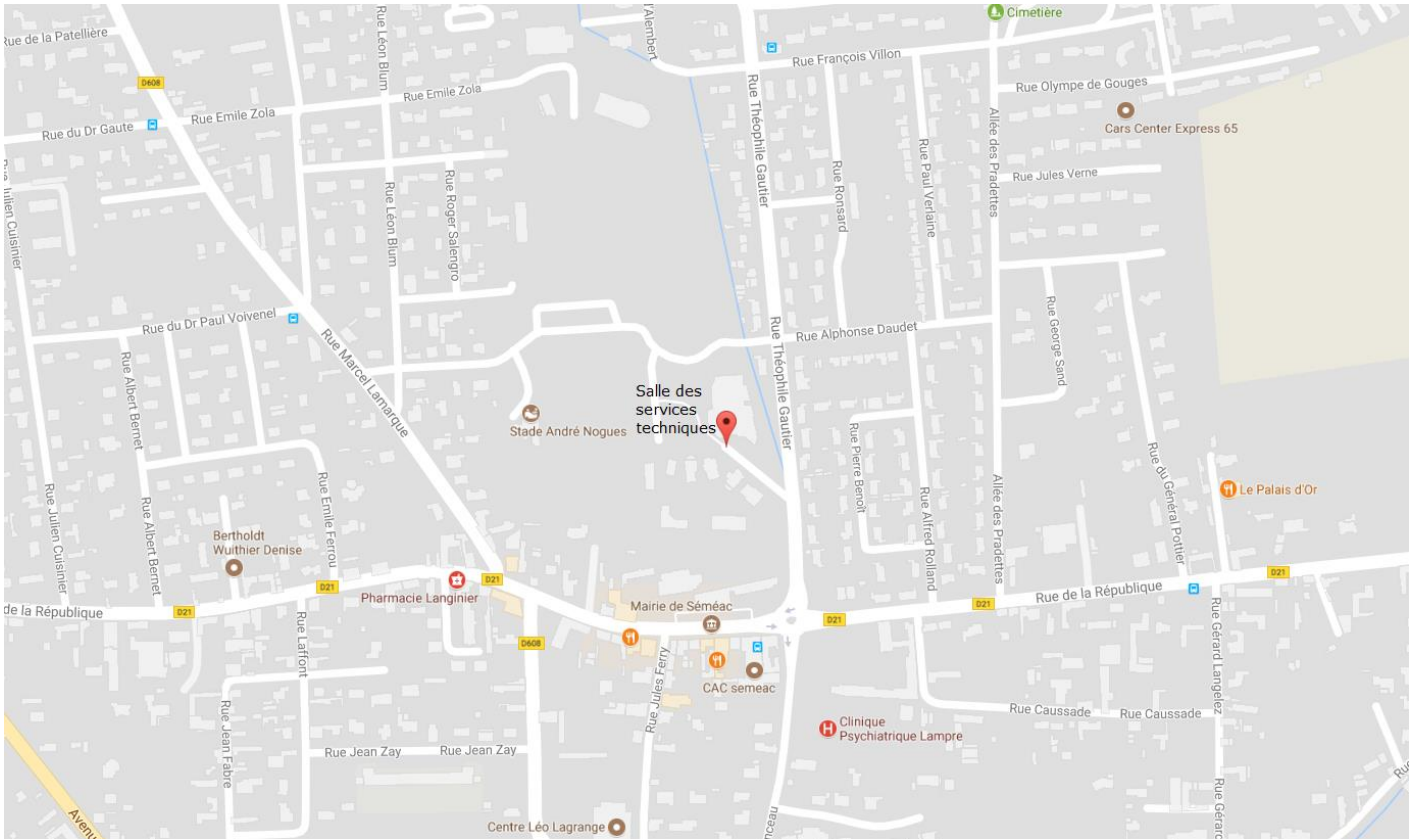 Cimetière
Rue de la Patellière
Rue Léon Blum
d'Alembert
Rue François Villon
D608
Rue Emile Zola
Rue Olympe de Gouges
Rue Emile Zola
Rue du Dr Gaute
Cars Center Express 65
Rue Théophile Gautier
Allée des Pradettes
Rue Paul Verlaine
Rue Ronsard
Rue Jules Verne
Rue Julien Cuisinier
Rue Léon Blum
Rue Roger Salengro
Rue du Dr Paul Voivenel
Rue Marcel Lamarque
Rue Alphonse Daudet
Rue George Sand
Rue Théophile Gautier
Rue Albert Bernet
Salle des
services
techniques
Stade André Nogues
Rue Pierre Benoît
Rue du Général Pottier
Rue Julien Cuisinier
Rue Albert Bernet
Rue Emile Ferrou
Rue Alfred Rolland
Allée des Pradettes
Le Palais d'Or
Bertholdt
Wuithier Denise
D21
D21
D21
Pharmacie Langinier
Rue de la République
de la République
D21
Mairie de Séméac
D21
D21
Rue Laffont
D608
Rue Jules Ferry
CAC semeac
Rue Gérard Langelez
Rue Jean Fabre
Rue Caussade
Rue Caussade
Clinique
Psychiatrique Lampre
Rue Jean Zay
Rue Jean Zay
Rue
Rue Gérard
Avenu
Centre Léo Lagrange
nceau